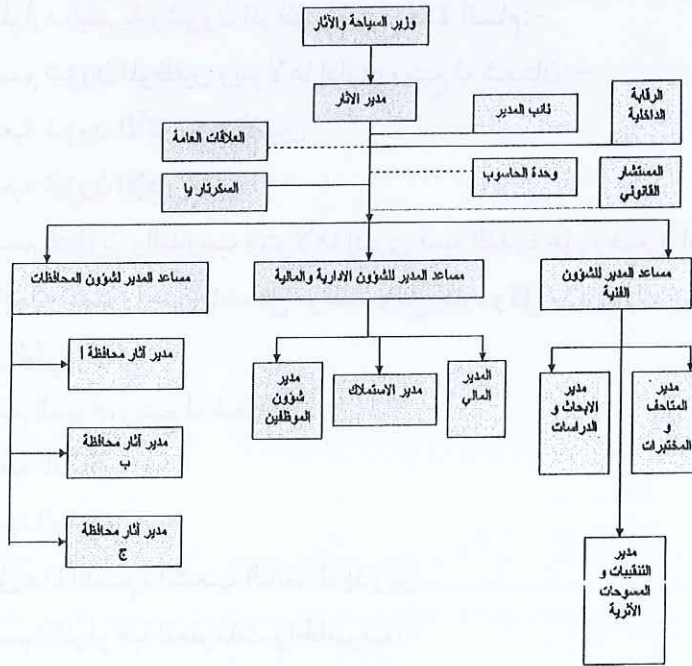 وزير السياحة والآثار
مدير الاثار
الرقابة
الداخلية
نائب المدير
العلاقات العامة
المستشار
القانوني
وحدة الحاسوب
السكرتاريا
مساعد المدير للشؤون
الفنية
مساعد المدير للشؤون الادارية والمالية
مساعد المدير لشؤون المحافظات
مدير
المتاحف
و
المختبرات
مدير
الابحاث و
الدراسات
المدير
المالي
مدير الاستملاك
مدير
شؤون
الموظفين
مدير آثار محافظة أ
مدير آثار محافظة
ب
مدير آثار محافظة
ج
مدير
التنقيبات و
المسوحات
الأثرية